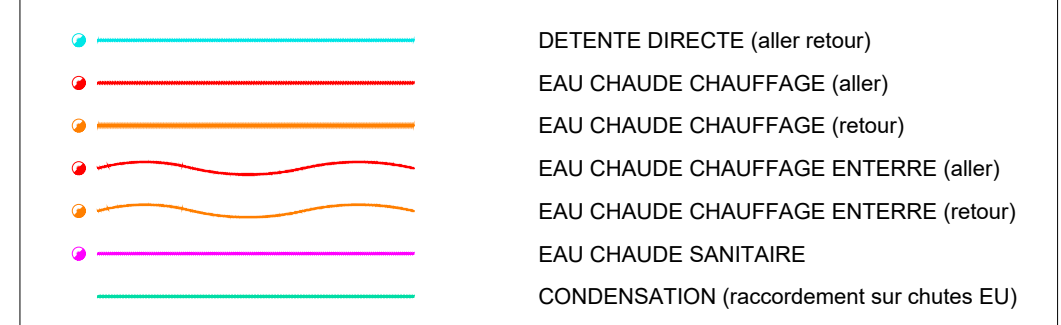 DETENTE DIRECTE (aller retour)
EAU CHAUDE CHAUFFAGE (aller)
EAU CHAUDE CHAUFFAGE (retour)
EAU CHAUDE CHAUFFAGE ENTERRE (aller)
EAU CHAUDE CHAUFFAGE ENTERRE (retour)
EAU CHAUDE SANITAIRE
CONDENSATION (raccordement sur chutes EU)